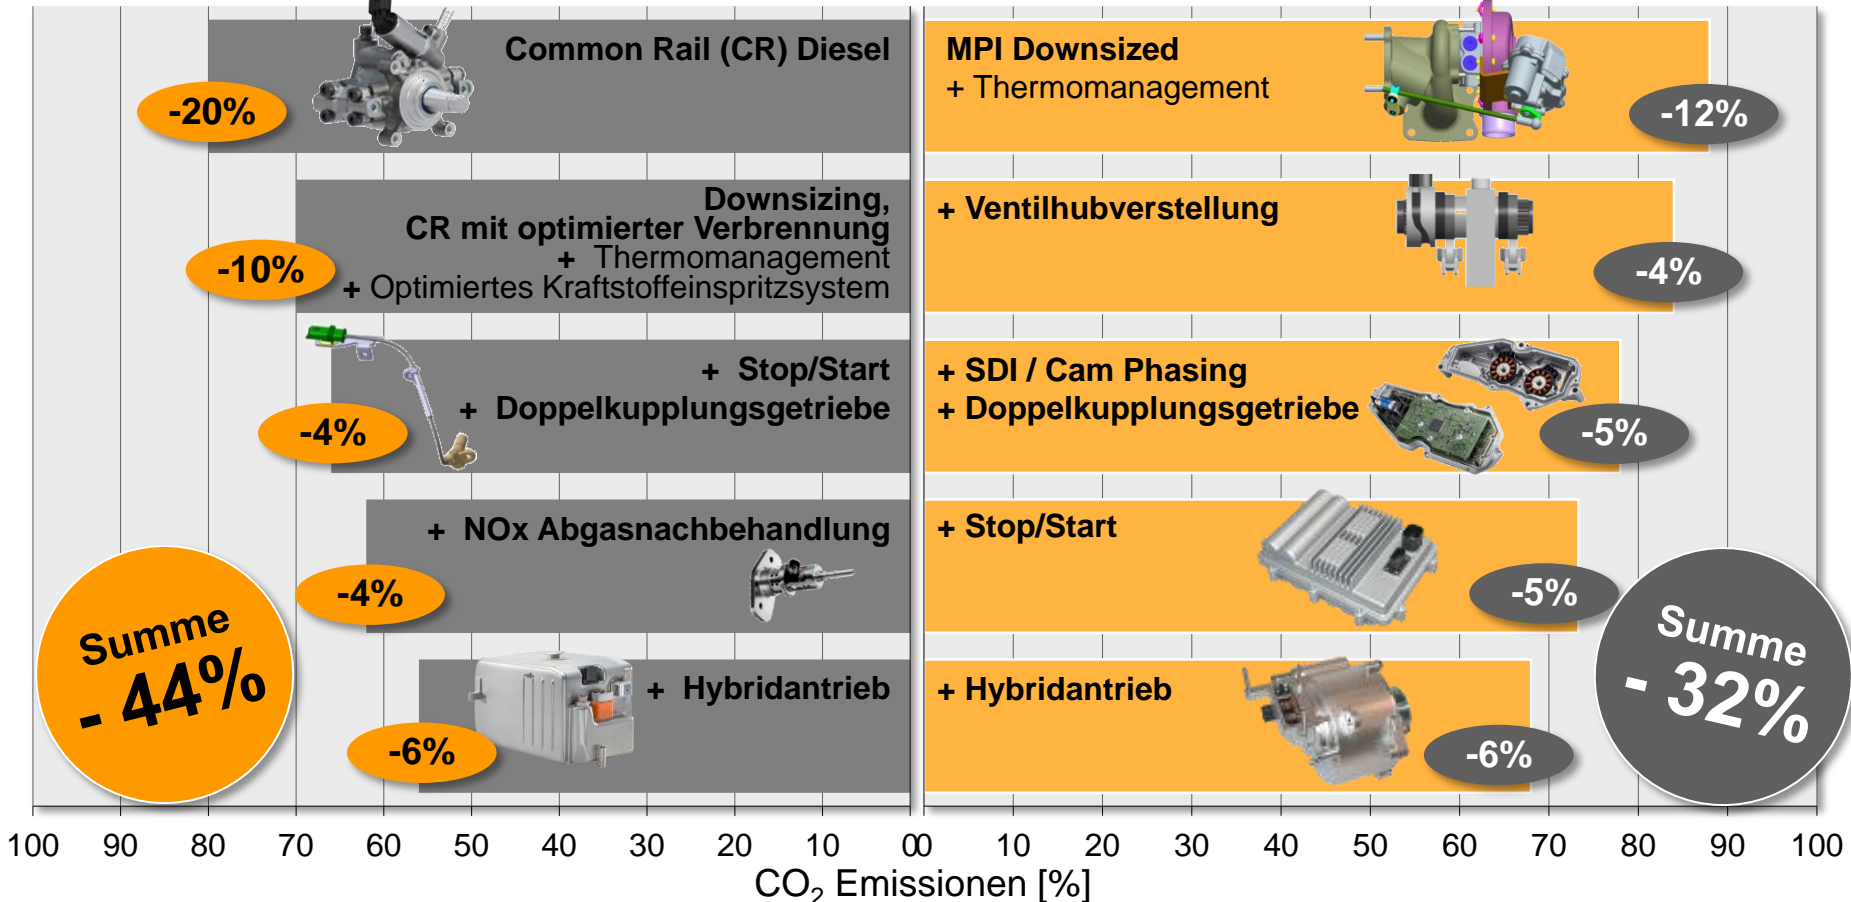 Common Rail (CR) Diesel
-20%
Downsizing,
CR mit optimierter Verbrennung
+ Thermomanagement
+ Optimiertes Kraftstoffeinspritzsystem
-10%
+ Stop/Start
+ Doppelkupplungsgetriebe
-4%
+ NOx Abgasnachbehandlung
-4%
+ Hybridantrieb
-6%
Summe
- 44%
MPI Downsized
+ Thermomanagement
-12%
+ Ventilhubverstellung
-4%
+ SDI / Cam Phasing
+ Doppelkupplungsgetriebe
-5%
+ Stop/Start
-5%
+ Hybridantrieb
-6%
Summe
- 32%
100 90 80 70 60 50 40 30 20 10 0
0 10 20 30 40 50 60 70 80 90 100
CO₂ Emissionen [%]